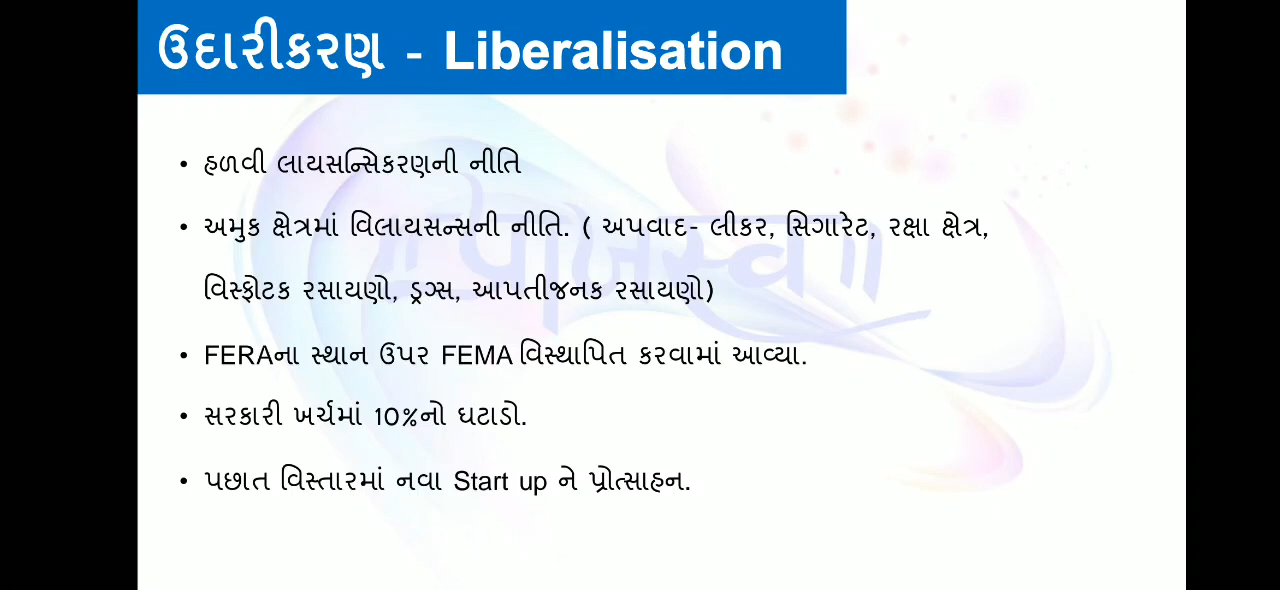 ઉદારીકરણ - Liberalisation
• હળવી લાયસન્સિકરણની નીતિ
• અમુક ક્ષેત્રમાં વિલાયસન્સની નીતિ. ( અપવાદ- લીકર, સિગારેટ, રક્ષા ક્ષેત્ર,
વિસ્ફોટક રસાયણો, ડ્રગ્સ, આપતીજનક રસાયણો)
• FERAના સ્થાન ઉપર FEMA વિસ્થાપિત કરવામાં આવ્યા.
• સરકારી ખર્ચમાં 10%નો ઘટાડો.
• પછાત વિસ્તારમાં નવા Start up ને પ્રોત્સાહન.